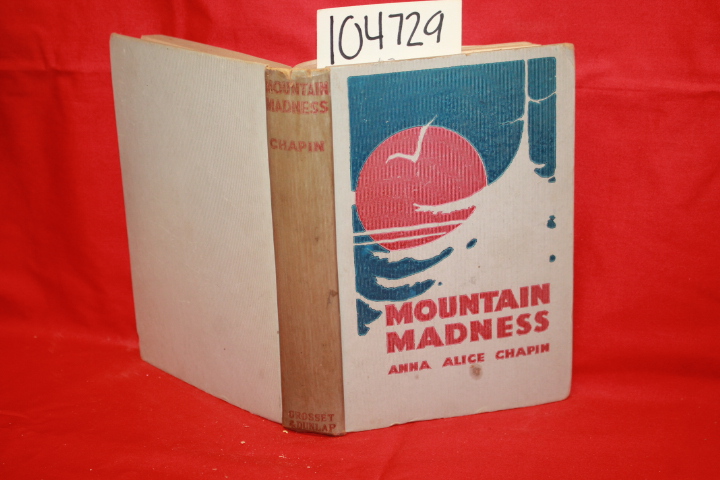 104729
MOUNTAIN
MADNESS
CHAPIN
GROSSET
& DUNLAP
MOUNTAIN
MADNESS
ANNA ALICE CHAPIN